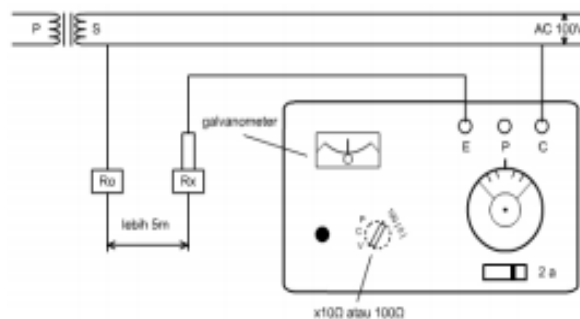 P S AC 100V
galvanometer
E P C
Ro Rx
lebih 5m
P
C
V
2 a
x10Ω atau 100Ω